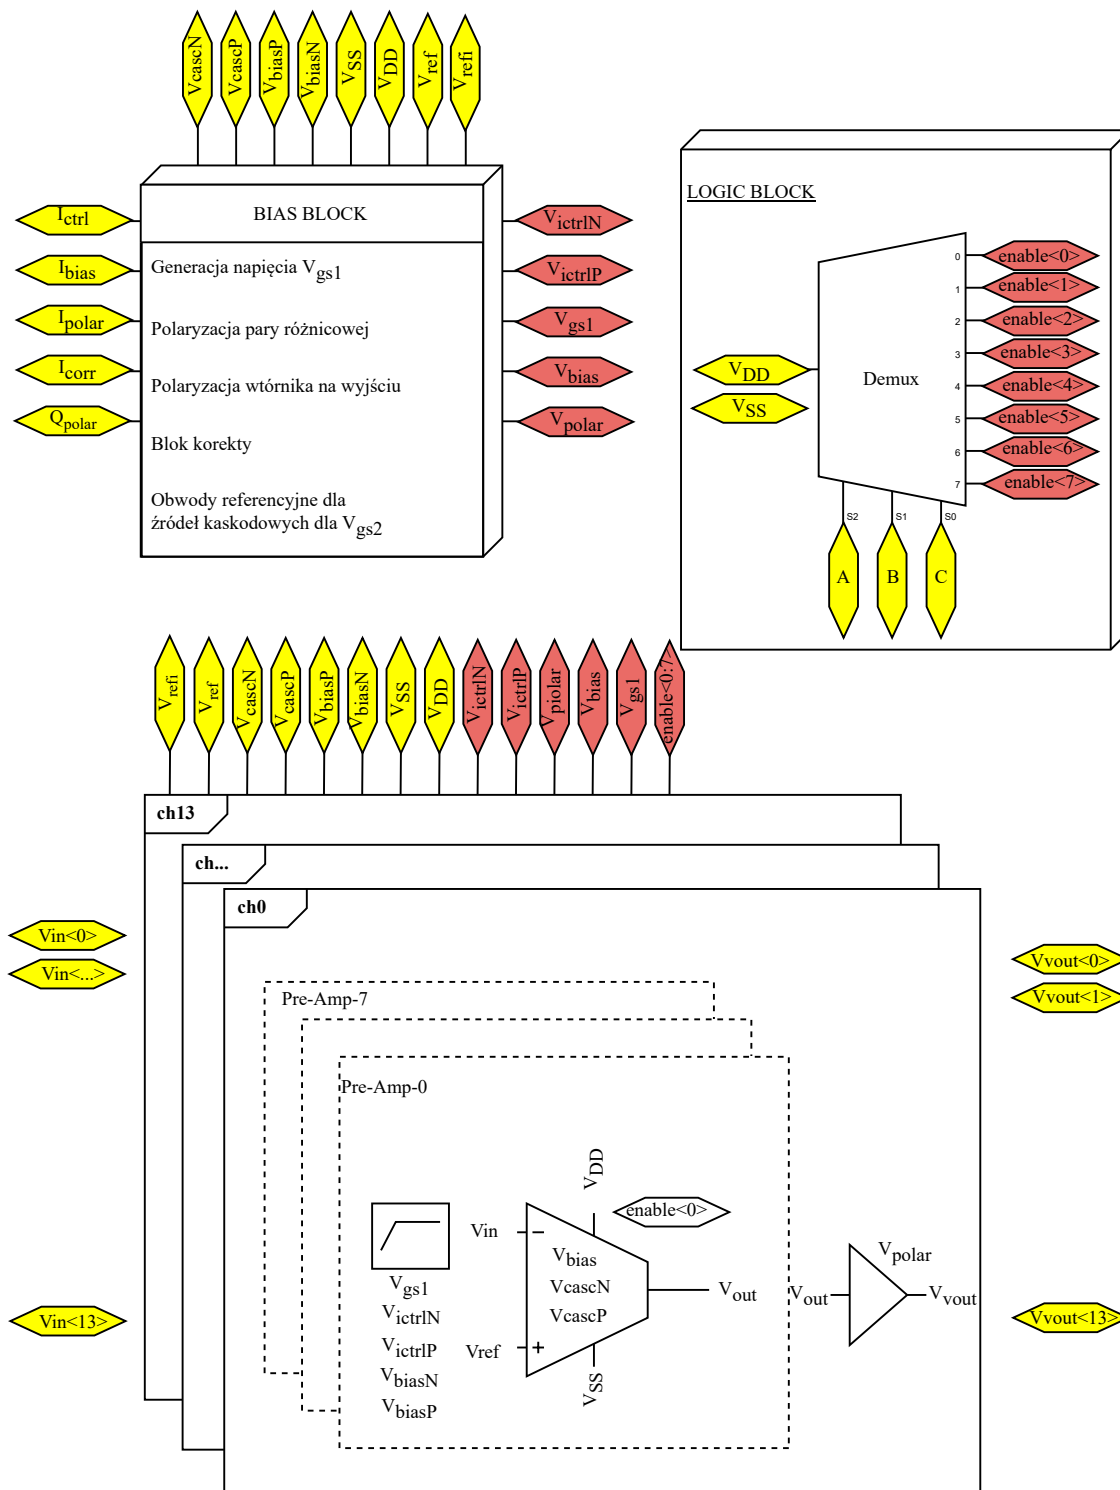 VcascN
VcascP
VbiasP
VbiasN
VSS
VDD
Vref
Vrefi
BIAS BLOCK
Ictrl
Ibias
Ipolar
Icorr
Qpolar
Generacja napięcia Vgs1
Polaryzacja pary różnicowej
Polaryzacja wtórnika na wyjściu
Blok korekty
Obwody referencyjne dla
źródeł kaskodowych dla Vgs2
VictrlN
VictrlP
Vgs1
Vbias
Vpolar
LOGIC BLOCK
Demux
VDD
VSS
0
enable<0>
1
enable<1>
2
enable<2>
3
enable<3>
4
enable<4>
5
enable<5>
6
enable<6>
7
enable<7>
S2
S1
S0
A
B
C
Vrefi
Vref
VcascN
VcascP
VbiasP
VbiasN
VSS
VDD
VictrlN
VictrlP
Vpiolar
Vbias
Vgs1
enable<0:7>
ch13
ch...
ch0
Vin<0>
Vin<...>
Vin<13>
Vvout<0>
Vvout<1>
Vvout<13>
Pre-Amp-7
Pre-Amp-0
VDD
enable<0>
Vin
−
Vbias
VcascN
VcascP
Vref
+
VSS
Vout
Vgs1
VictrlN
VictrlP
VbiasN
VbiasP
Vout
Vpolar
Vvout